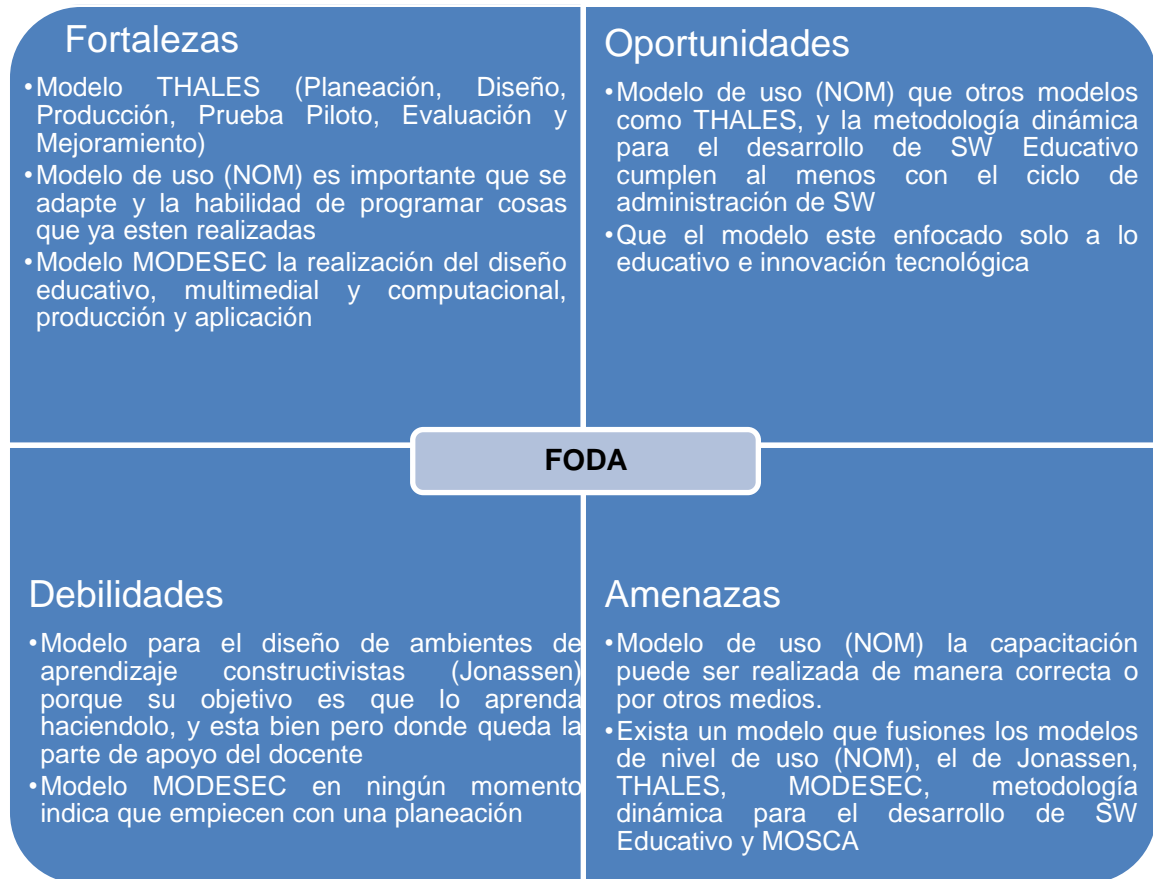 Fortalezas
•Modelo THALES (Planeación, Diseño,
Producción, Prueba Piloto, Evaluación y
Mejoramiento)
•Modelo de uso (NOM) es importante que se
adapte y la habilidad de programar cosas
que ya esten realizadas
•Modelo MODESEC la realización del diseño
educativo, multimedial y computacional,
producción y aplicación
Oportunidades
•Modelo de uso (NOM) que otros modelos
como THALES, y la metodología dinámica
para el desarrollo de SW Educativo
cumplen al menos con el ciclo de
administración de SW
•Que el modelo este enfocado solo a lo
educativo e innovación tecnológica
FODA
Debilidades
•Modelo para el diseño de ambientes de
aprendizaje constructivistas (Jonassen)
porque su objetivo es que lo aprenda
haciendolo, y esta bien pero donde queda la
parte de apoyo del docente
•Modelo MODESEC en ningún momento
indica que empiecen con una planeación
Amenazas
•Modelo de uso (NOM) la capacitación
puede ser realizada de manera correcta o
por otros medios.
•Exista un modelo que fusiones los modelos
de nivel de uso (NOM), el de Jonassen,
THALES, MODESEC, metodología
dinámica para el desarrollo de SW
Educativo y MOSCA